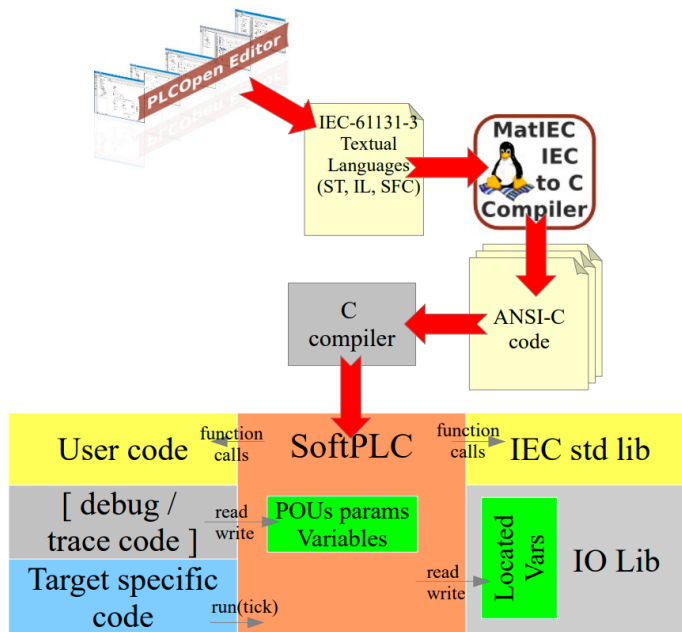 PLCOpen Editor
IEC-61131-3
Textual
Languages
(ST, IL, SFC)
MatIEC
IEC
to C
Compiler
ANSI-C
code
C
compiler
User code
function
calls
SoftPLC
function
calls
IEC std lib
[ debug /
trace code ]
read
write
POUs params
Variables
Located
Vars
IO Lib
read
write
Target specific
code
run(tick)